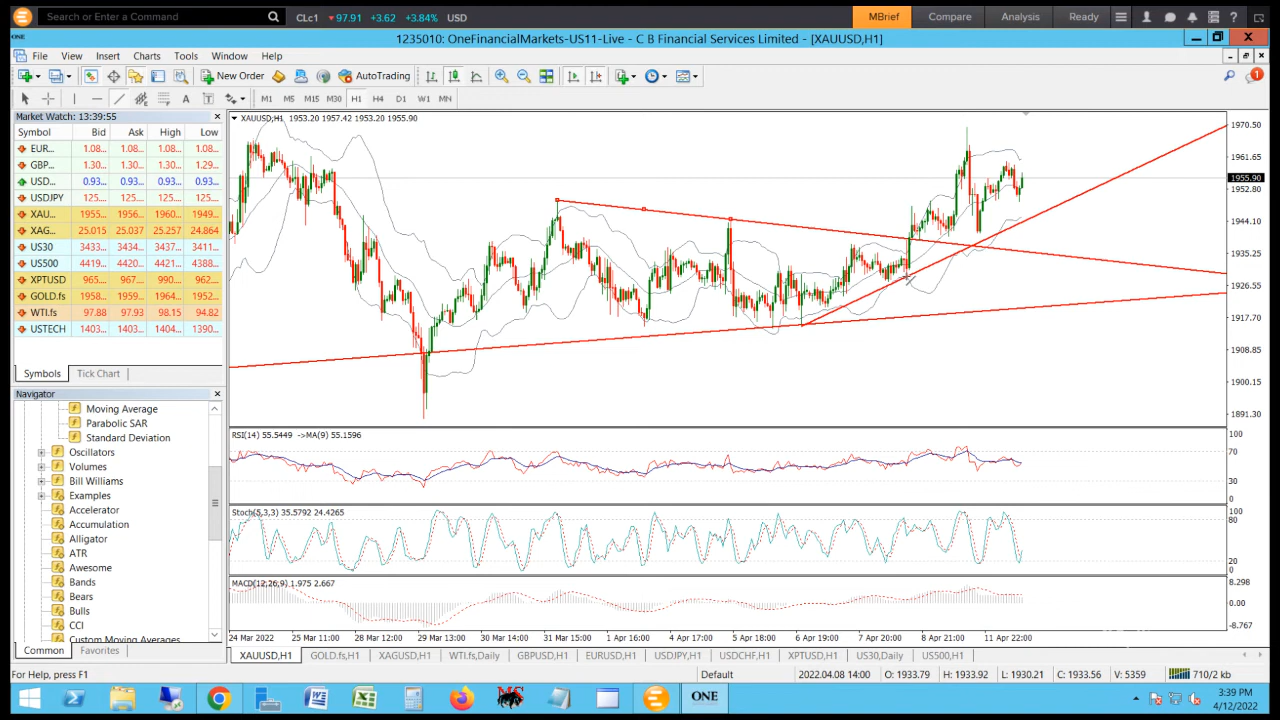 Search or Enter a Command CLc1 97.91 +3.62 +3.84% USD MBrief Compare Analysis Ready
ONE 1235010: OneFinancialMarkets-US11-Live - C B Financial Services Limited - [XAUUSD,H1]
File View Insert Charts Tools Window Help
New Order AutoTrading 1
A T M1 M5 M15 M30 H1 H4 D1 W1 MN
Market Watch: 13:39:55
Symbol Bid Ask High Low
EUR... 1.08... 1.08... 1.08... 1.08...
GBP... 1.30... 1.30... 1.30... 1.29...
USD... 0.93... 0.93... 0.93... 0.93...
USDJPY 125.... 125.... 125.... 125....
XAU... 1955... 1956... 1960... 1949...
XAG... 25.015 25.037 25.257 24.864
US30 3433... 3437... 3437... 3411...
US500 4419... 4420... 4421... 4388...
XPTUSD 965.... 967.... 990.... 962....
GOLD.fs 1958... 1959... 1964... 1952...
WTI.fs 97.88 97.93 98.15 94.82
USTECH 1403... 1403... 1404... 1390...
Symbols Tick Chart
Navigator
Moving Average
Parabolic SAR
Standard Deviation
Oscillators
Volumes
Bill Williams
Examples
Accelerator
Accumulation
Alligator
ATR
Awesome
Bands
Bears
Bulls
CCI
Custom Moving Averages
Common Favorites
XAUUSD,H1 1953.20 1957.42 1953.20 1955.90
1970.50
1961.65
1955.90
1952.80
1944.10
1935.25
1926.55
1917.70
1908.85
1900.15
1891.30
RSI(14) 55.5449 ->MA(9) 55.1596
100
70
30
0
Stoch(5,3,3) 35.5792 24.4265
100
80
20
0
MACD(12,26,9) 1.975 2.667
8.298
0.00
-8.767
24 Mar 2022 25 Mar 11:00 28 Mar 12:00 29 Mar 13:00 30 Mar 14:00 31 Mar 15:00 1 Apr 16:00 4 Apr 17:00 5 Apr 18:00 6 Apr 19:00 7 Apr 20:00 8 Apr 21:00 11 Apr 22:00
XAUUSD,H1 GOLD.fs,H1 XAGUSD,H1 WTI.fs,Daily GBPUSD,H1 EURUSD,H1 USDJPY,H1 USDCHF,H1 XPTUSD,H1 US30,Daily US500,H1
For Help, press F1 Default 2022.04.08 14:00 O: 1933.79 H: 1933.92 L: 1930.21 C: 1933.56 V: 5359 710/2 kb
ONE 3:39 PM
4/12/2022